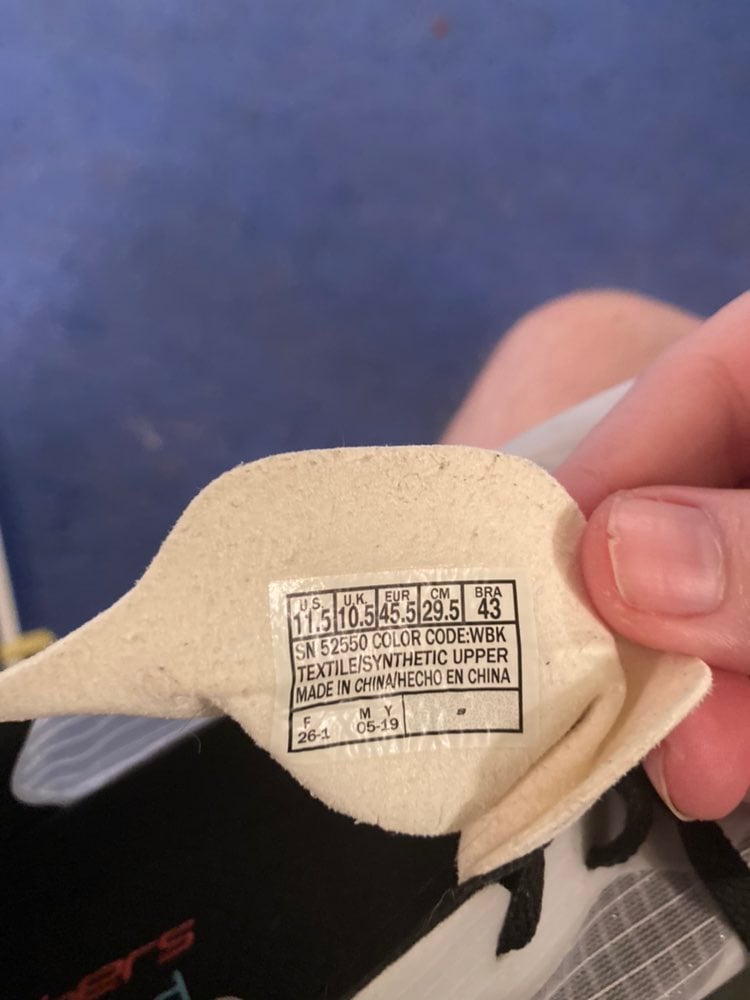 U.S. U.K. EUR CM BRA
11.5 10.5 45.5 29.5 43
SN 52550 COLOR CODE:WBK
TEXTILE/SYNTHETIC UPPER
MADE IN CHINA/HECHO EN CHINA
F M Y
26-1 05-19